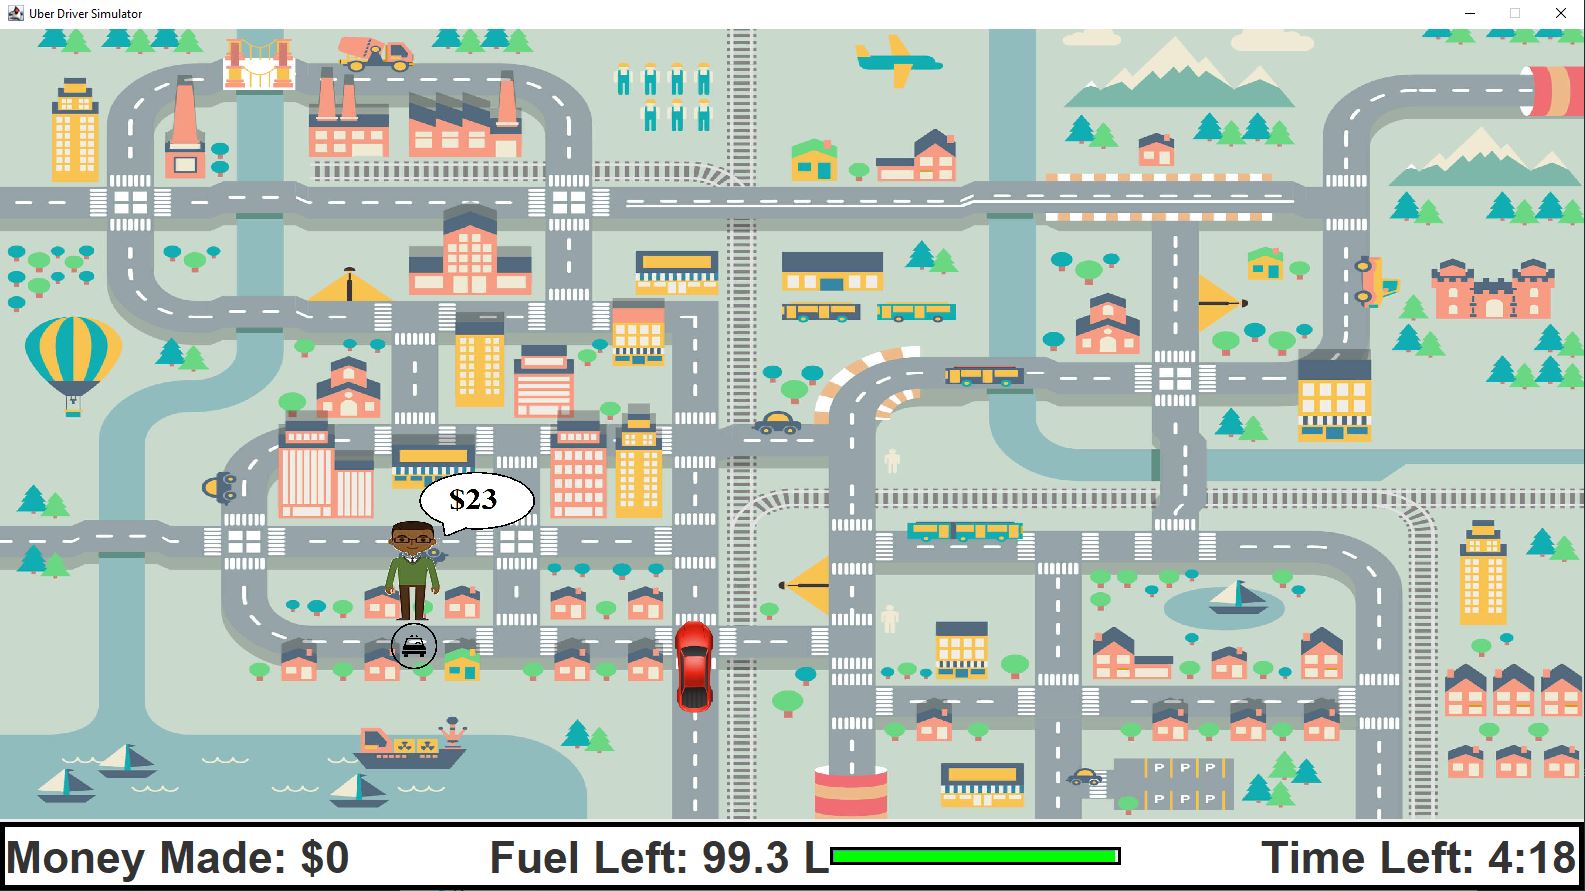 Uber Driver Simulator
$23
P P P
P P P
Money Made: $0 Fuel Left: 99.3 L Time Left: 4:18